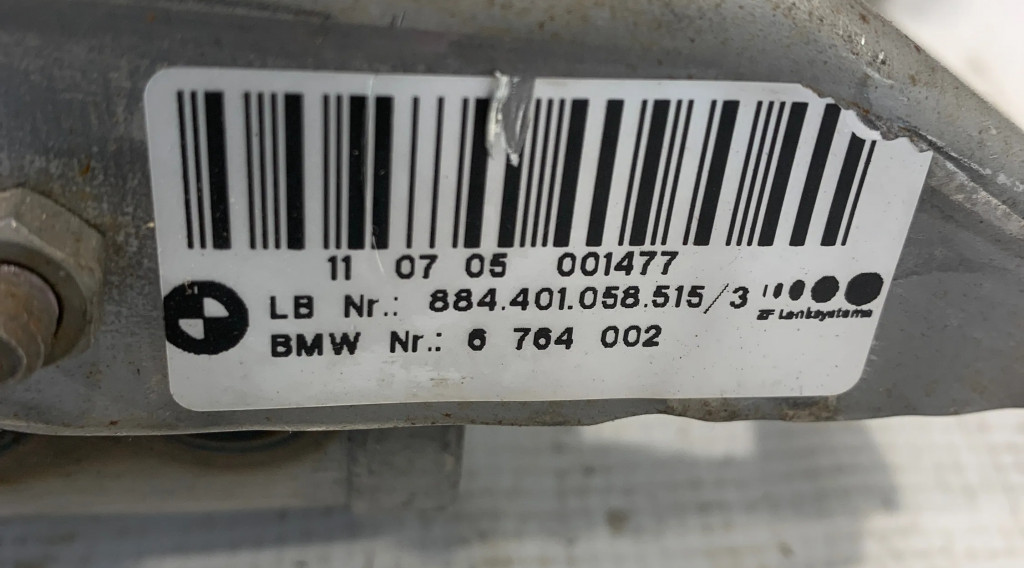 11 07 05 001477
LB Nr.: 884.401.058.515/3
ZF Lenksysteme
BMW Nr.: 6 764 002